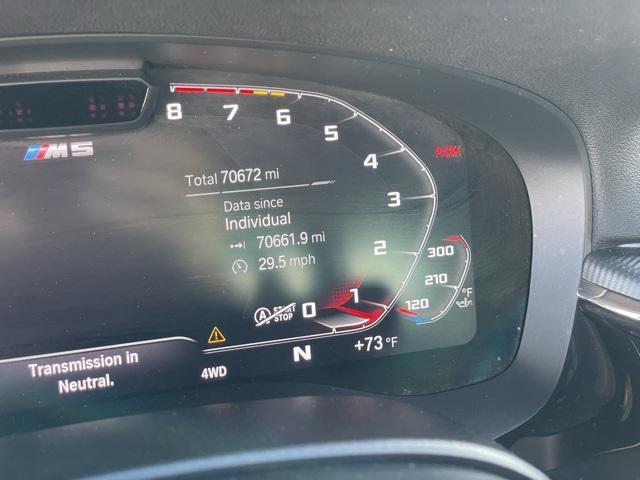 8 7 6
5
4
3
2
1
0
M5
PARK
Total 70672 mi
Data since
Individual
70661.9 mi
29.5 mph
300
210
120
°F
A START
STOP
N
+73 °F
4WD
Transmission in
Neutral.